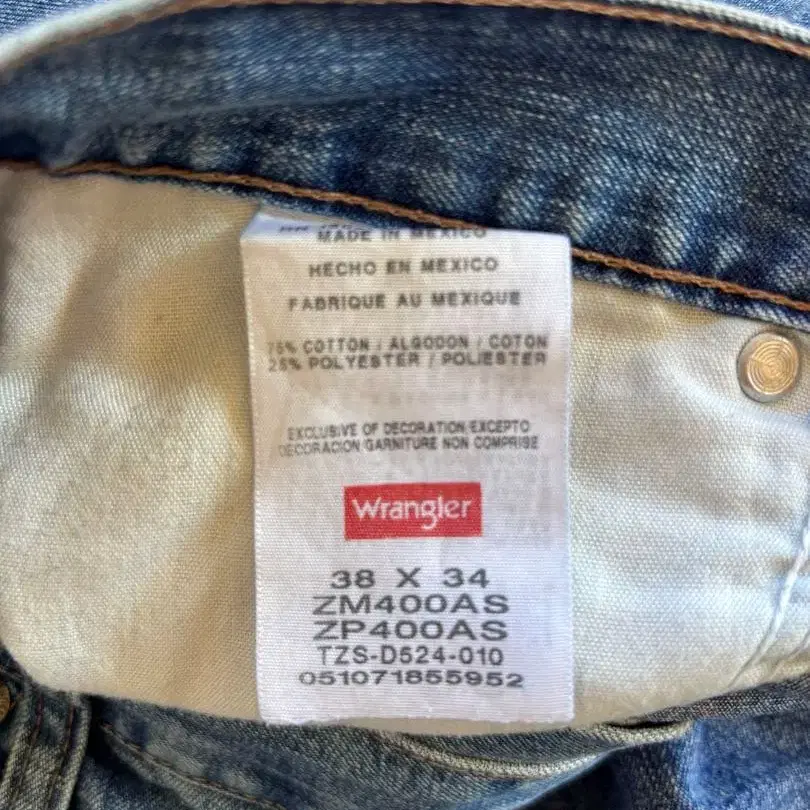 MADE IN MEXICO
HECHO EN MEXICO
FABRIQUE AU MEXIQUE
75% COTTON / ALGODON / COTON
25% POLYESTER / POLIESTER
EXCLUSIVE OF DECORATION/EXCEPTO
DECORACION/GARNITURE NON COMPRISE
Wrangler
38 X 34
ZM400AS
ZP400AS
TZS-D524-010
051071855952